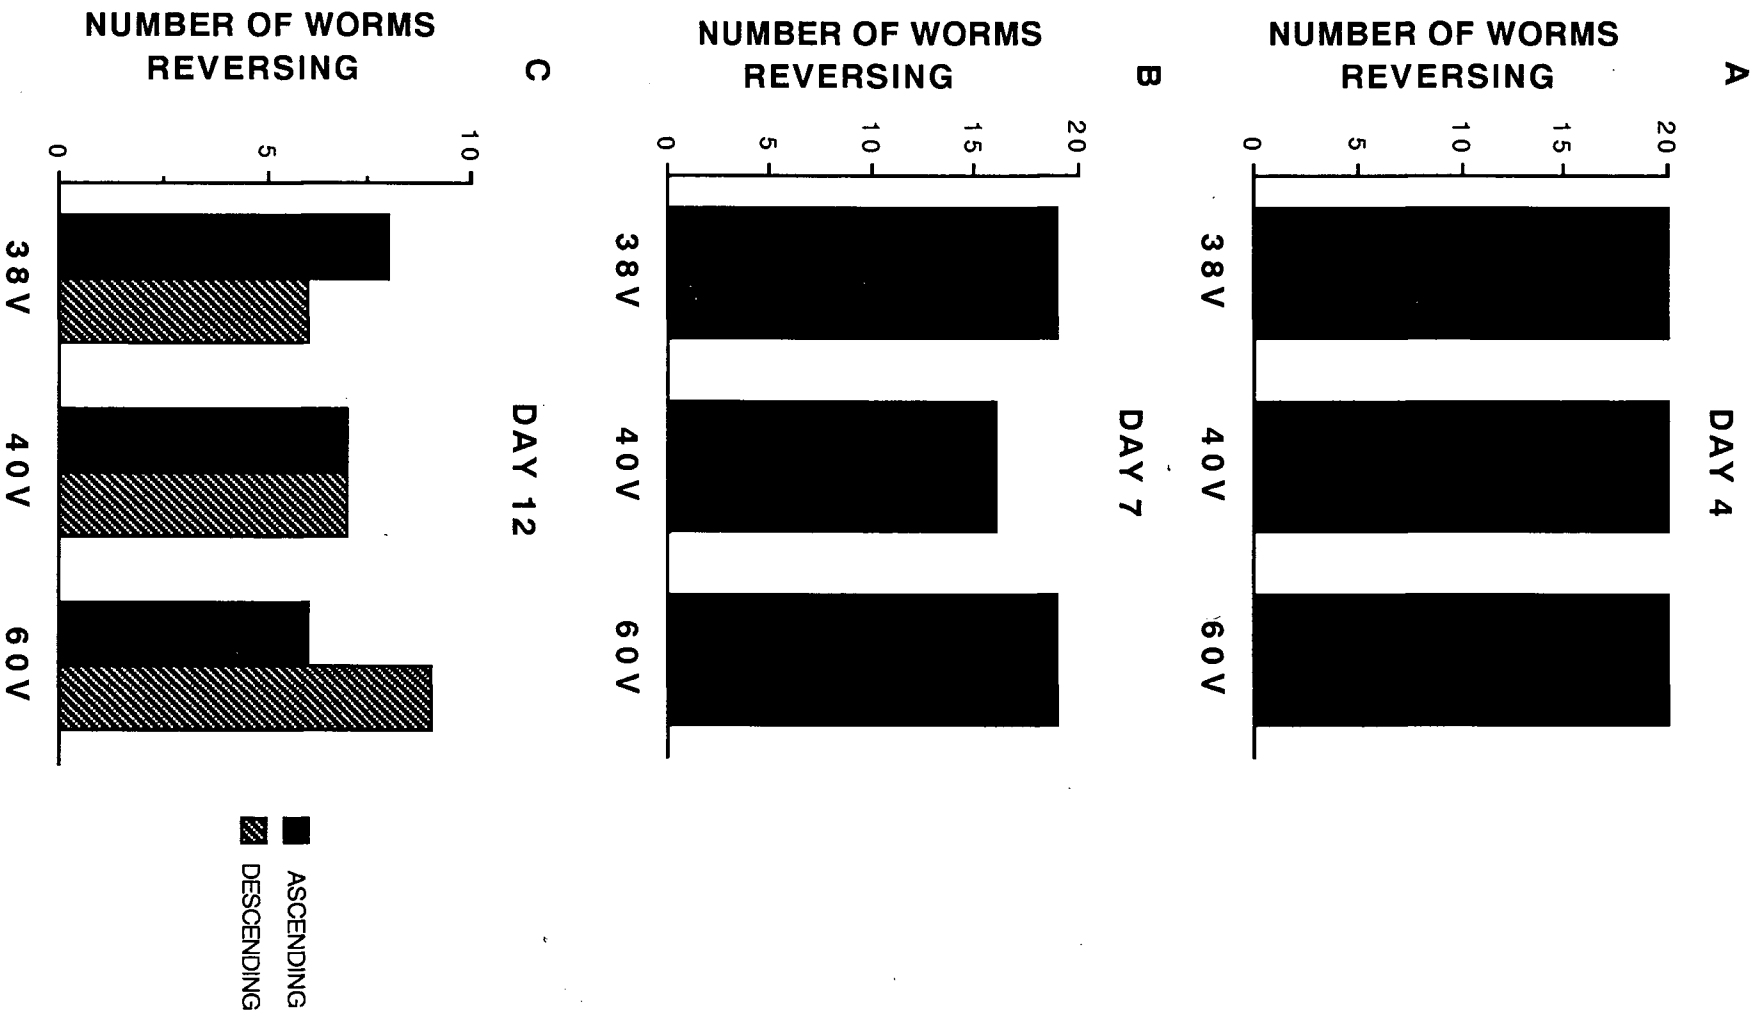 A
DAY 4
NUMBER OF WORMS
REVERSING
20
15
10
5
0
38V
40V
60V
B
DAY 7
NUMBER OF WORMS
REVERSING
20
15
10
5
0
38V
40V
60V
C
DAY 12
NUMBER OF WORMS
REVERSING
10
5
0
38V
40V
60V
ASCENDING
DESCENDING